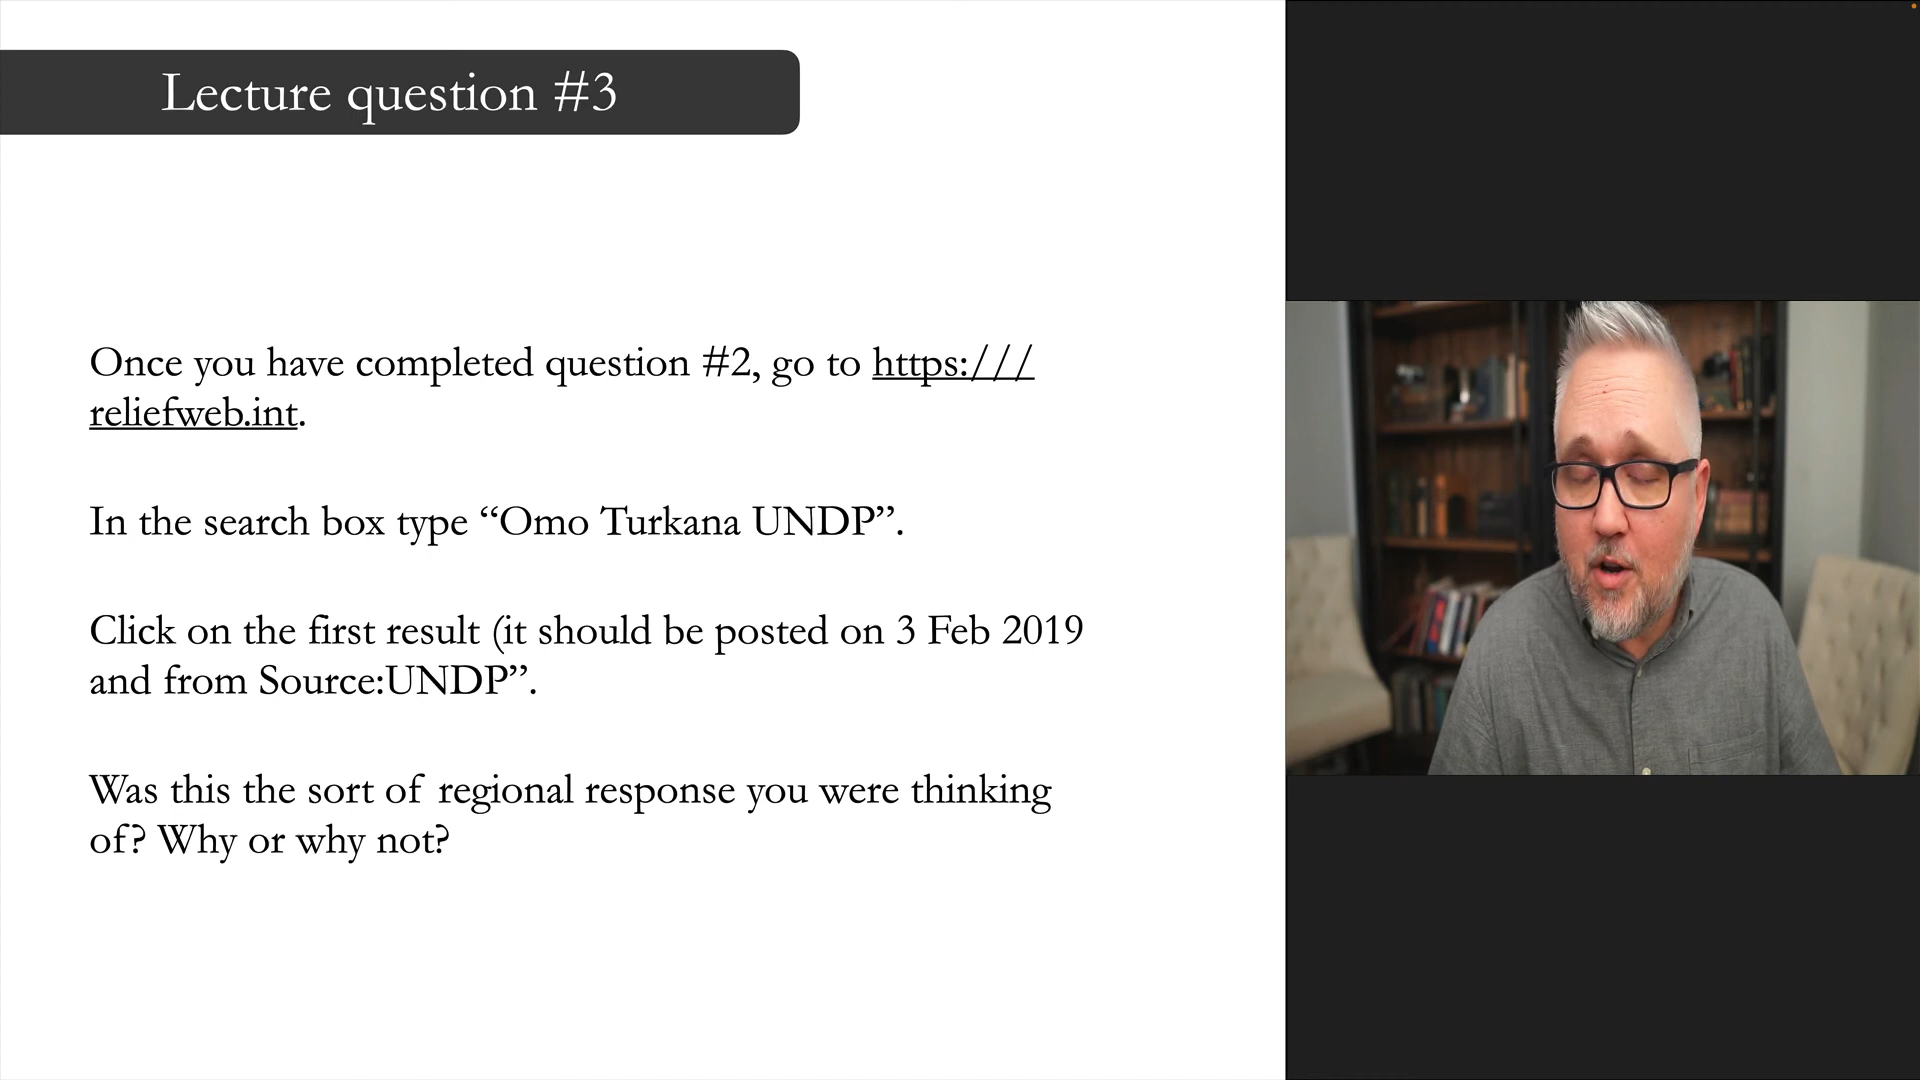 Lecture question #3
Once you have completed question #2, go to https:///
reliefweb.int.
In the search box type “Omo Turkana UNDP”.
Click on the first result (it should be posted on 3 Feb 2019
and from Source:UNDP”.
Was this the sort of regional response you were thinking
of? Why or why not?